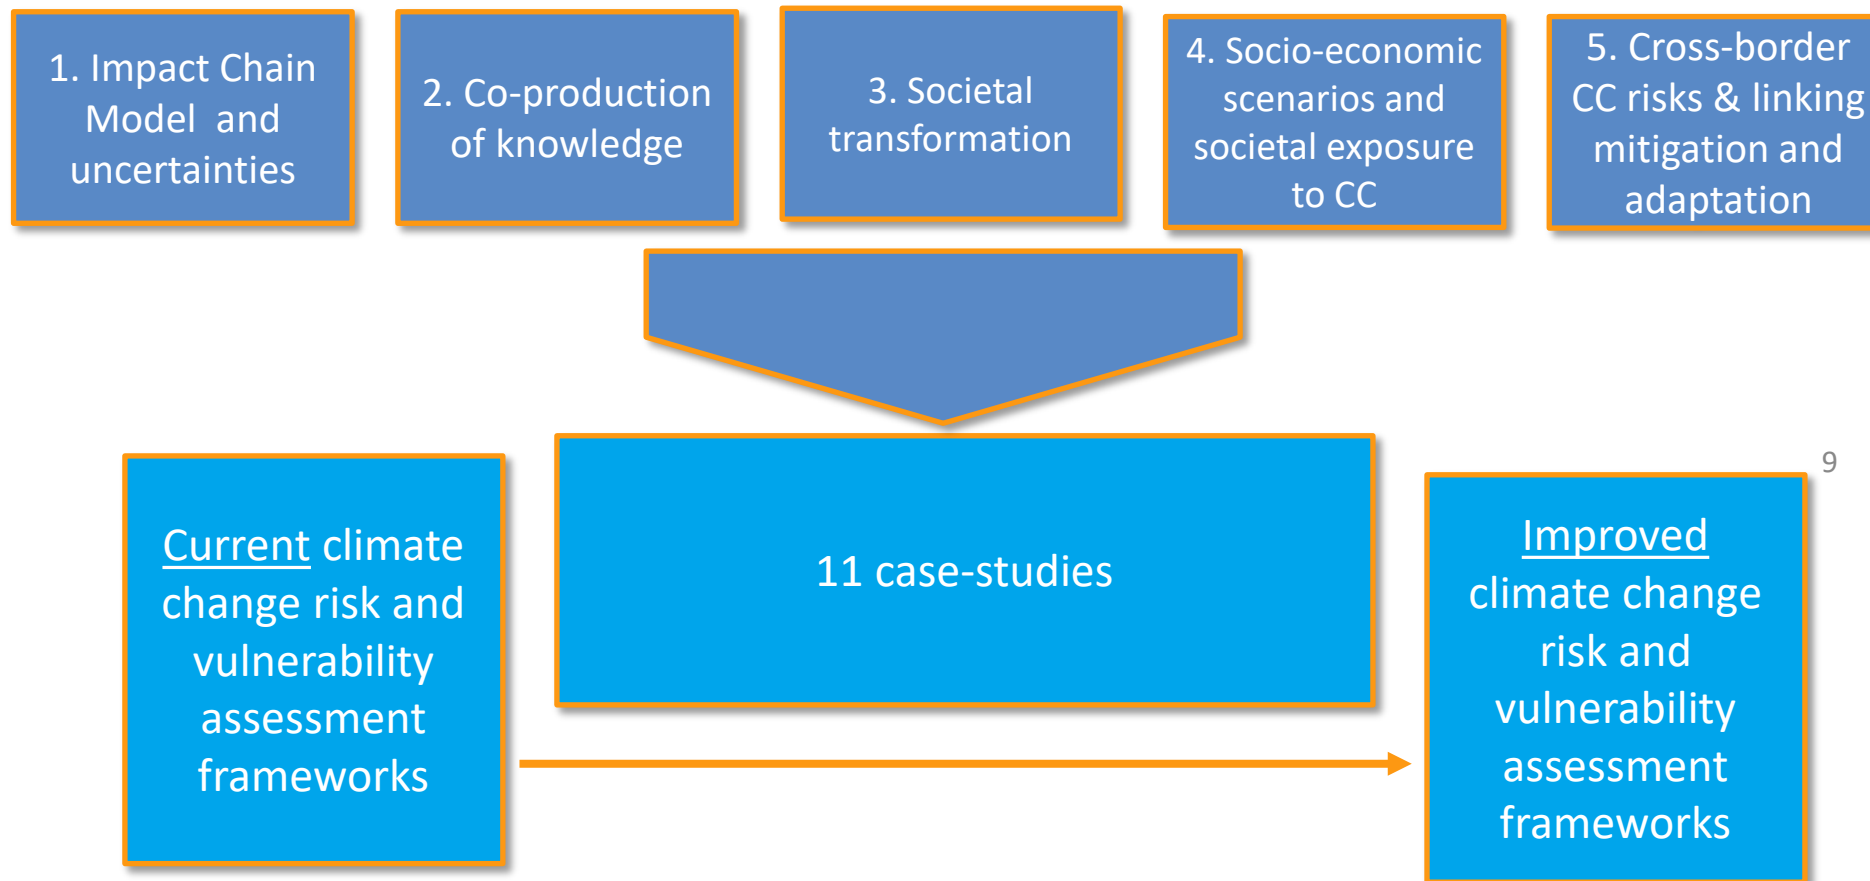 1. Impact Chain
Model and
uncertainties
2. Co-production
of knowledge
3. Societal
transformation
4. Socio-economic
scenarios and
societal exposure
to CC
5. Cross-border
CC risks & linking
mitigation and
adaptation
Current climate
change risk and
vulnerability
assessment
frameworks
11 case-studies
9
Improved
climate change
risk and
vulnerability
assessment
frameworks